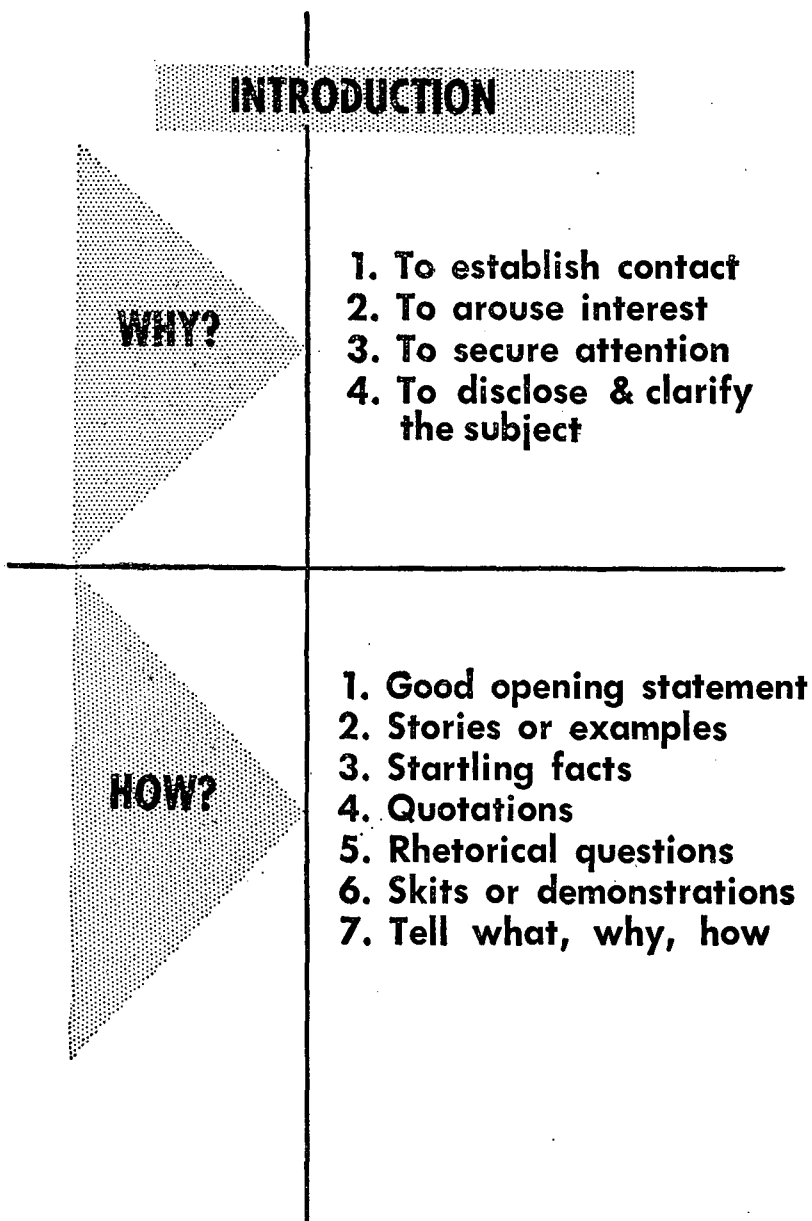 INTRODUCTION
WHY?
1. To establish contact
2. To arouse interest
3. To secure attention
4. To disclose & clarify
the subject
HOW?
1. Good opening statement
2. Stories or examples
3. Startling facts
4. Quotations
5. Rhetorical questions
6. Skits or demonstrations
7. Tell what, why, how